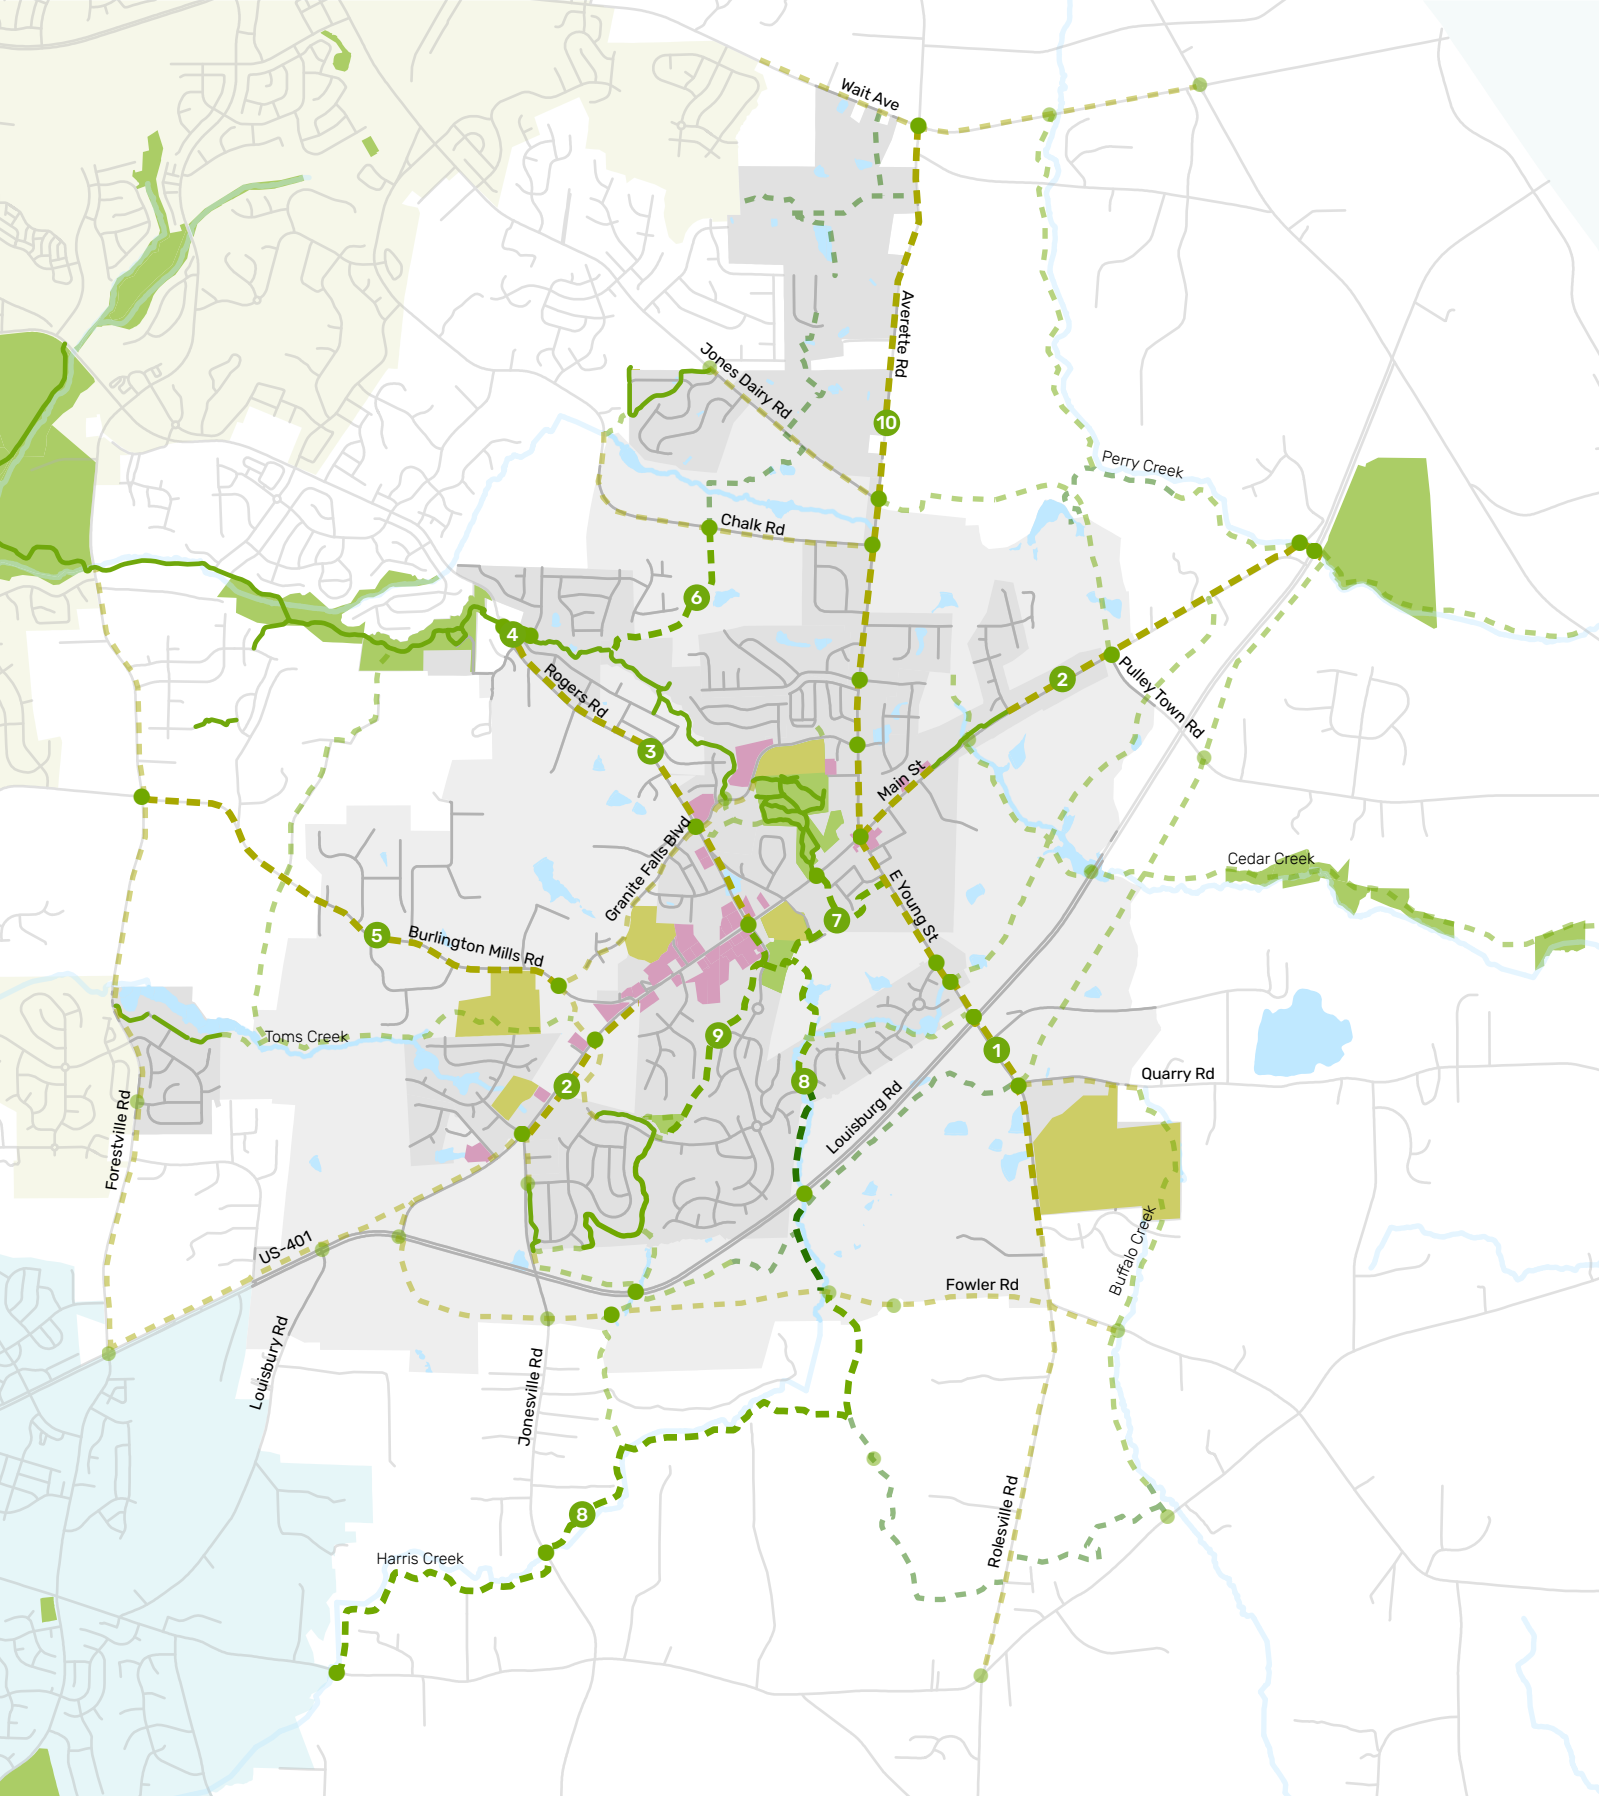 Wait Ave
Averette Rd
Jones Dairy Rd
10
Perry Creek
Chalk Rd
6
4
Rogers Rd
2
Pulley Town Rd
3
Main St
Granite Falls Blvd
Cedar Creek
E Young St
7
5
Burlington Mills Rd
9
Toms Creek
1
8
2
Quarry Rd
Louisburg Rd
Forestville Rd
US-401
Buffalo Creek
Fowler Rd
Louisbury Rd
Jonesville Rd
Rolesville Rd
8
Harris Creek